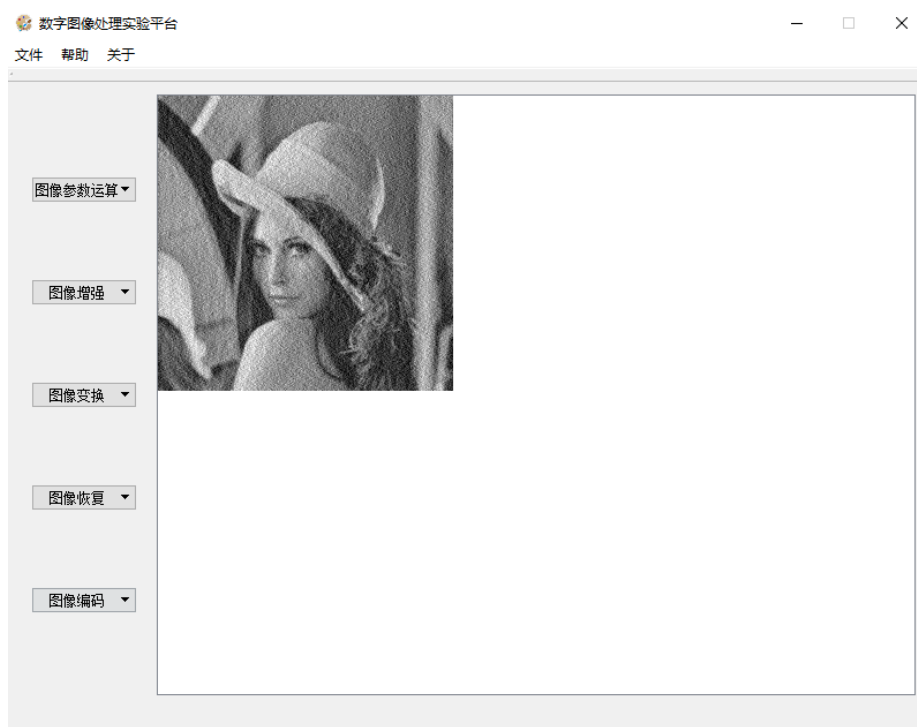 数字图像处理实验平台
文件 帮助 关于
图像参数运算
图像增强
图像变换
图像恢复
图像编码